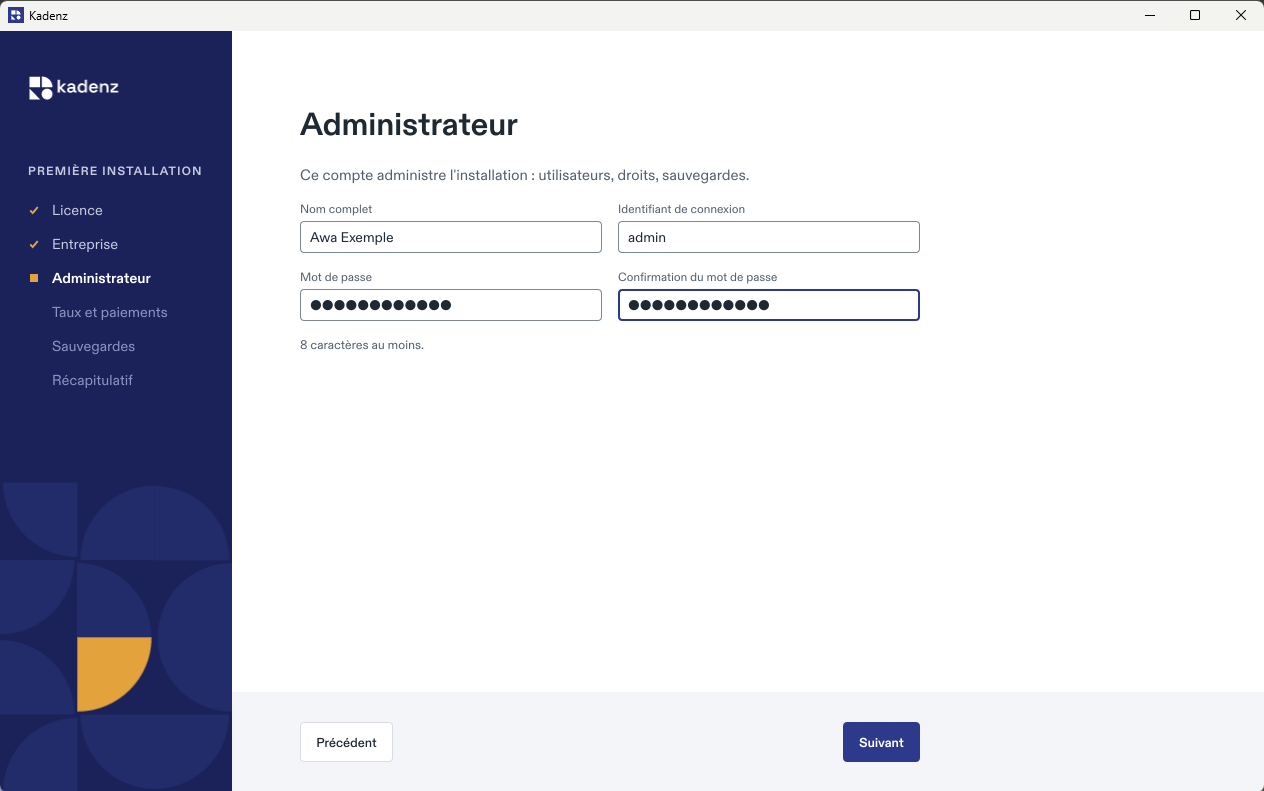 Kadenz
kadenz
PREMIÈRE INSTALLATION
Licence
Entreprise
Administrateur
Taux et paiements
Sauvegardes
Récapitulatif
Administrateur
Ce compte administre l'installation : utilisateurs, droits, sauvegardes.
Nom complet
Identifiant de connexion
Awa Exemple
admin
Mot de passe
Confirmation du mot de passe
●●●●●●●●●●●●
●●●●●●●●●●●●
8 caractères au moins.
Précédent
Suivant